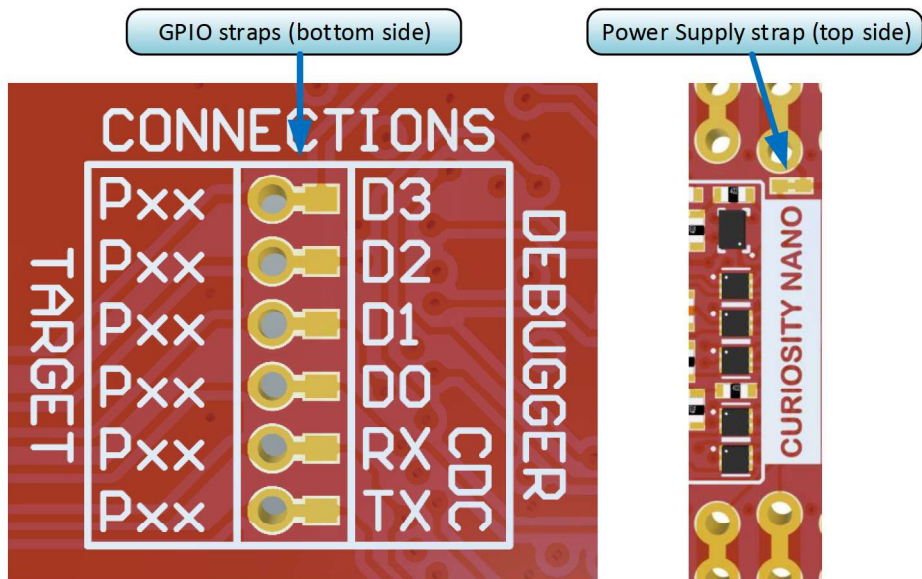 GPIO straps (bottom side)
Power Supply strap (top side)
CONNECTIONS
TARGET
Pxx D3
Pxx D2
Pxx D1
Pxx D0
Pxx RX
Pxx TX
CDC
DEBUGGER
CURIOSITY NANO